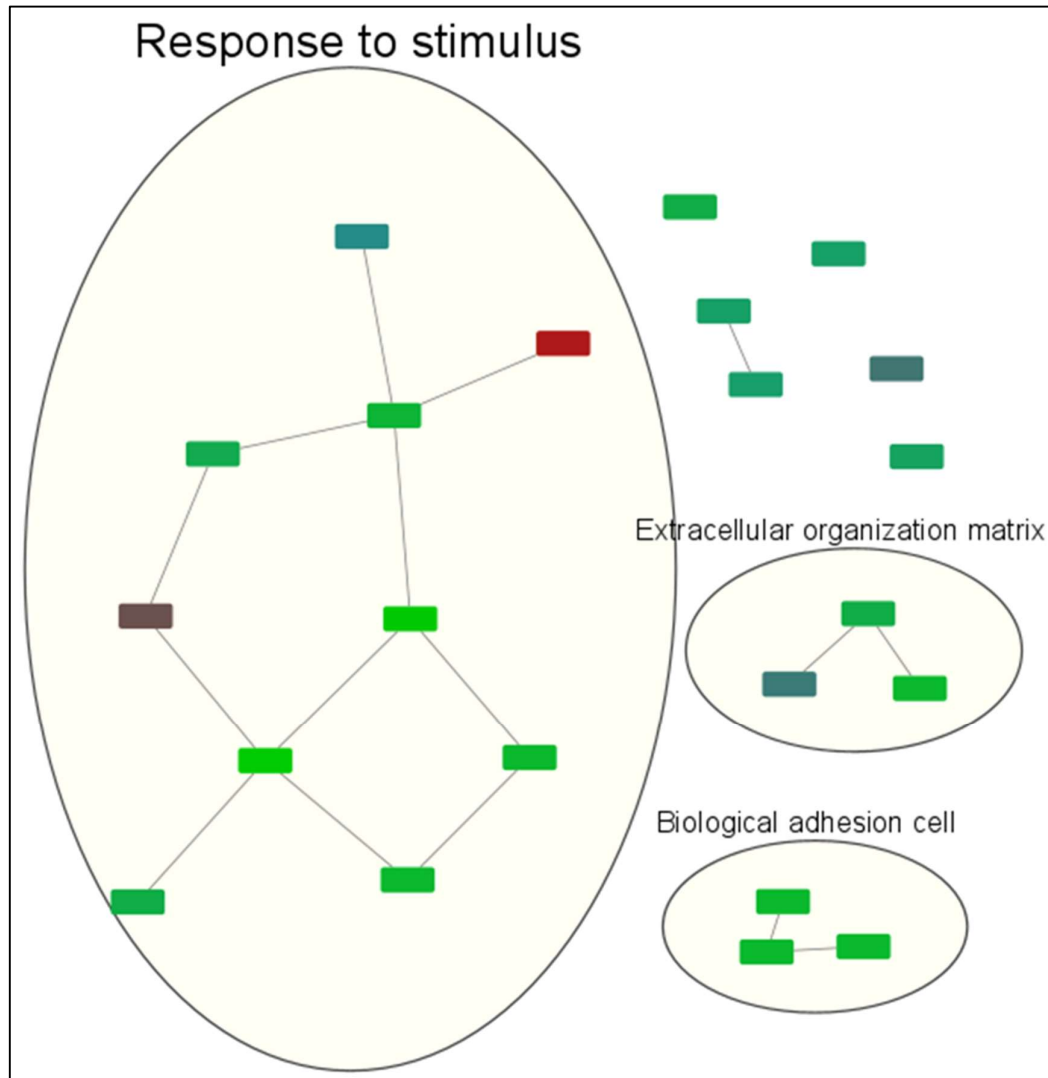 Response to stimulus
Extracellular organization matrix
Biological adhesion cell